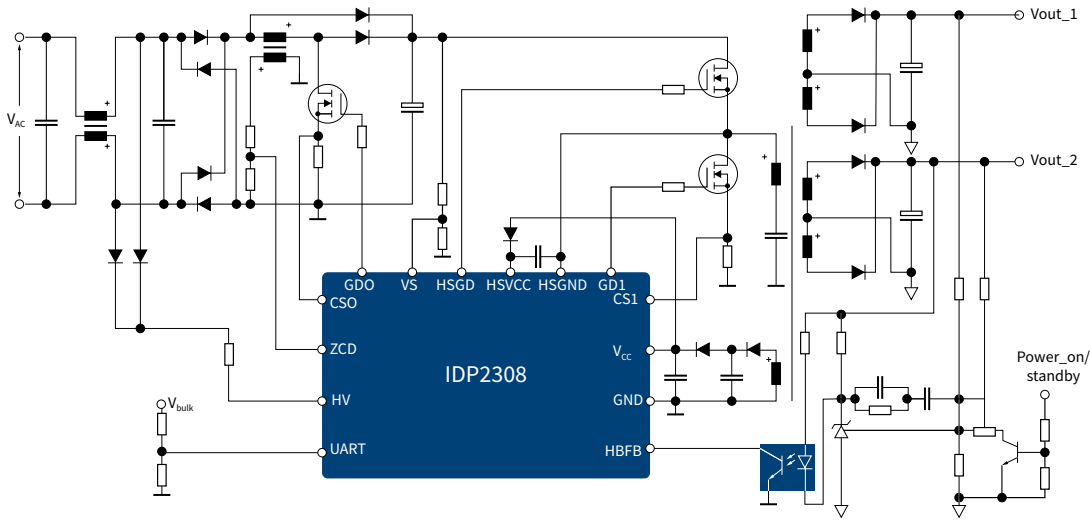 Vout_1
VAC
Vout_2
GDO
VS
HSGD
HSVCC
HSGND
GD1
CSO
CS1
ZCD
VCC
IDP2308
Power_on/
standby
HV
GND
Vbulk
UART
HBFB